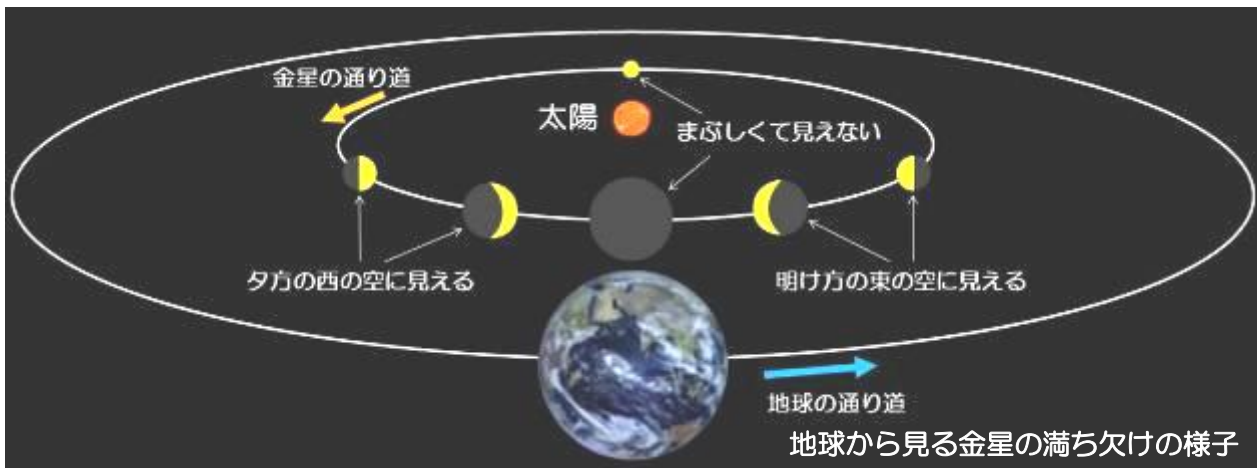 金星の通り道
太陽
まぶしくて見えない
夕方の西の空に見える
明け方の東の空に見える
地球の通り道
地球から見る金星の満ち欠けの様子